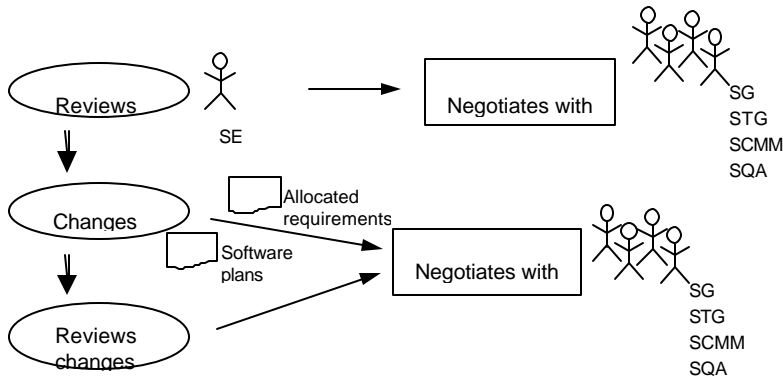 Reviews
SE
Negotiates with
SG
STG
SCMM
SQA
Changes
Allocated
requirements
Software
plans
Negotiates with
SG
STG
SCMM
SQA
Reviews
changes